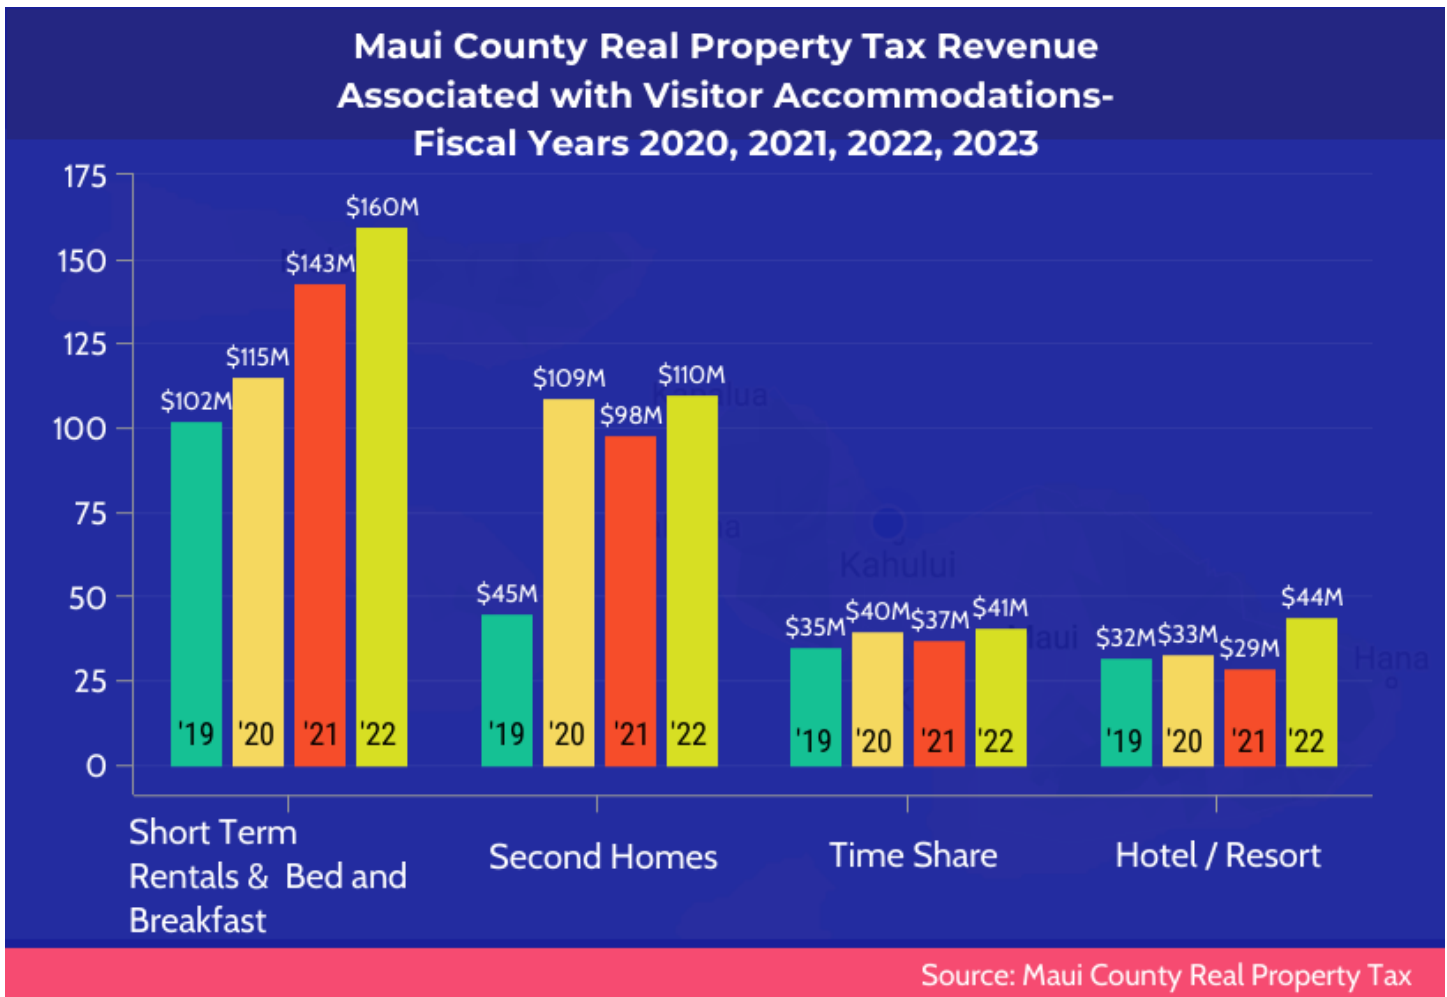 Maui County Real Property Tax Revenue
Associated with Visitor Accommodations-
Fiscal Years 2020, 2021, 2022, 2023
175
150
125
100
75
50
25
0
$102M
$115M
$143M
$160M
'19
'20
'21
'22
$45M
$109M
$98M
$110M
'19
'20
'21
'22
$35M
$40M
$37M
$41M
'19
'20
'21
'22
$32M
$33M
$29M
$44M
'19
'20
'21
'22
Kahului
Maui
Hana
Short Term
Rentals & Bed and
Breakfast
Second Homes
Time Share
Hotel / Resort
Source: Maui County Real Property Tax